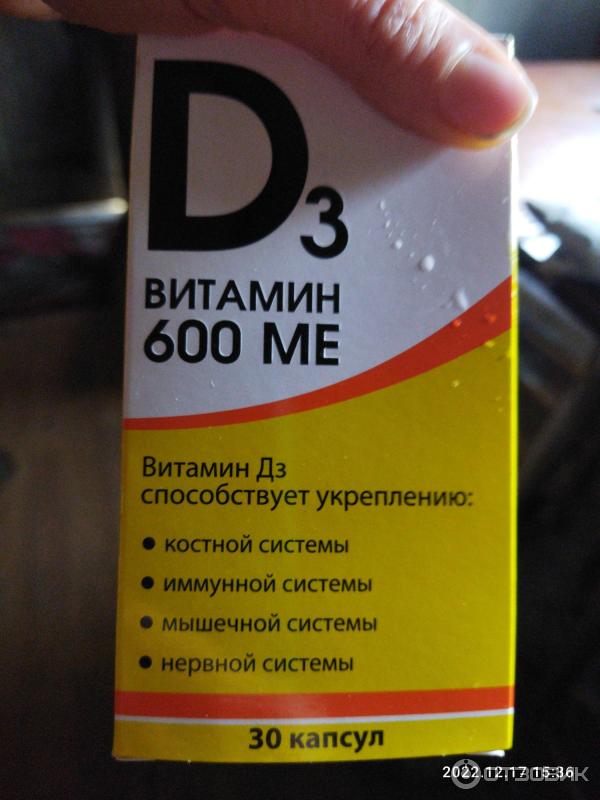 D3
ВИТАМИН
600 МЕ
Витамин Д3
способствует укреплению:
• костной системы
• иммунной системы
• мышечной системы
• нервной системы
30 капсул
2022.12.17 15:36
ОТЗОВИК